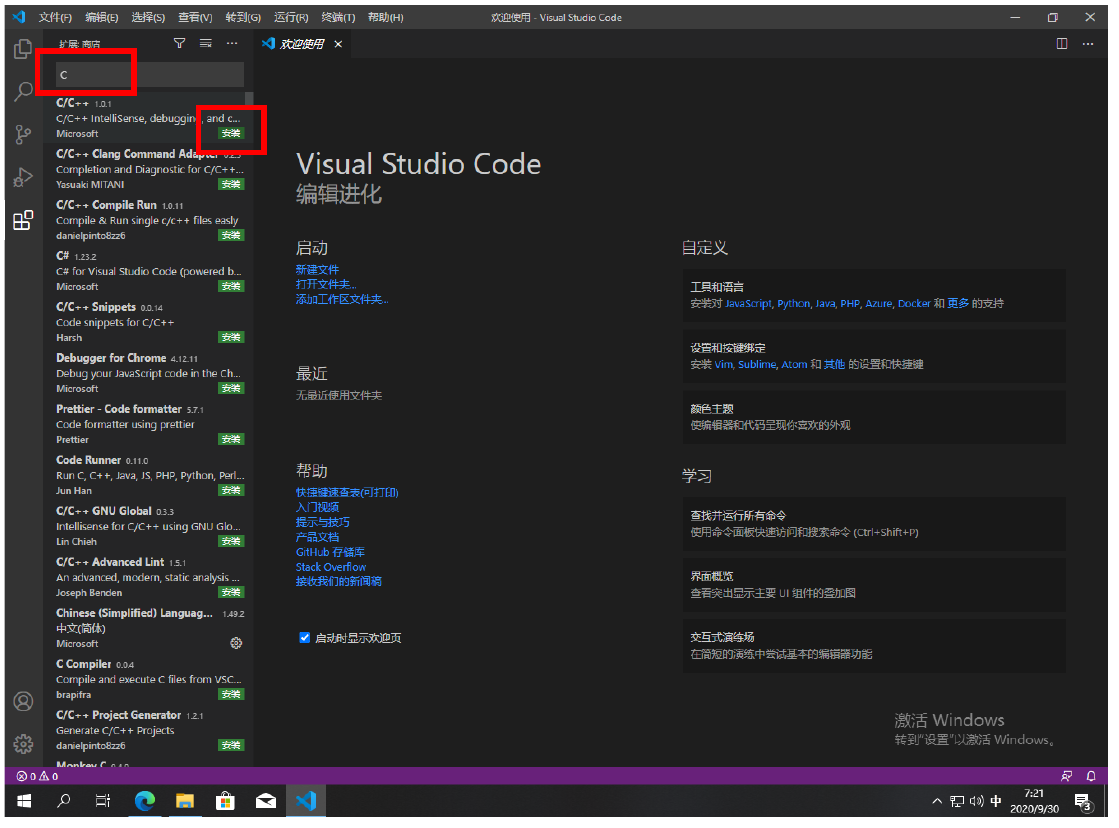 文件(F) 编辑(E) 选择(S) 查看(V) 转到(G) 运行(R) 终端(T) 帮助(H) 欢迎使用 - Visual Studio Code
扩展: 商店
欢迎使用
C
C/C++ 1.0.1
C/C++ IntelliSense, debugging, and c...
Microsoft 安装
C/C++ Clang Command Adapter 0.2.3
Completion and Diagnostic for C/C++...
Yasuaki MITANI 安装
C/C++ Compile Run 1.0.11
Compile & Run single c/c++ files easly
danielpinto8zz6 安装
C# 1.23.2
C# for Visual Studio Code (powered b...
Microsoft 安装
C/C++ Snippets 0.0.14
Code snippets for C/C++
Harsh 安装
Debugger for Chrome 4.12.11
Debug your JavaScript code in the Ch...
Microsoft 安装
Prettier - Code formatter 5.7.1
Code formatter using prettier
Prettier 安装
Code Runner 0.11.0
Run C, C++, Java, JS, PHP, Python, Perl...
Jun Han 安装
C/C++ GNU Global 0.3.3
Intellisense for C/C++ using GNU Glo...
Lin Chieh 安装
C/C++ Advanced Lint 1.5.1
An advanced, modern, static analysis ...
Joseph Benden 安装
Chinese (Simplified) Languag... 1.49.2
中文(简体)
Microsoft
C Compiler 0.0.4
Compile and execute C files from VSC...
brapifra 安装
C/C++ Project Generator 1.2.1
Generate C/C++ Projects
danielpinto8zz6 安装
Monkey C 0.4.0
Visual Studio Code
编辑进化
启动
新建文件
打开文件夹...
添加工作区文件夹...
最近
无最近使用文件夹
帮助
快捷键速查表(可打印)
入门视频
提示与技巧
产品文档
GitHub 存储库
Stack Overflow
接收我们的新闻稿
启动时显示欢迎页
自定义
工具和语言
安装对 JavaScript, Python, Java, PHP, Azure, Docker 和 更多 的支持
设置和按键绑定
安装 Vim, Sublime, Atom 和 其他 的设置和快捷键
颜色主题
使编辑器和代码呈现你喜欢的外观
学习
查找并运行所有命令
使用命令面板快速访问和搜索命令 (Ctrl+Shift+P)
界面概览
查看突出显示主要 UI 组件的叠加图
交互式演练场
在简短的演练中尝试基本的编辑器功能
激活 Windows
转到"设置"以激活 Windows。
0 0
中
7:21
2020/9/30
3